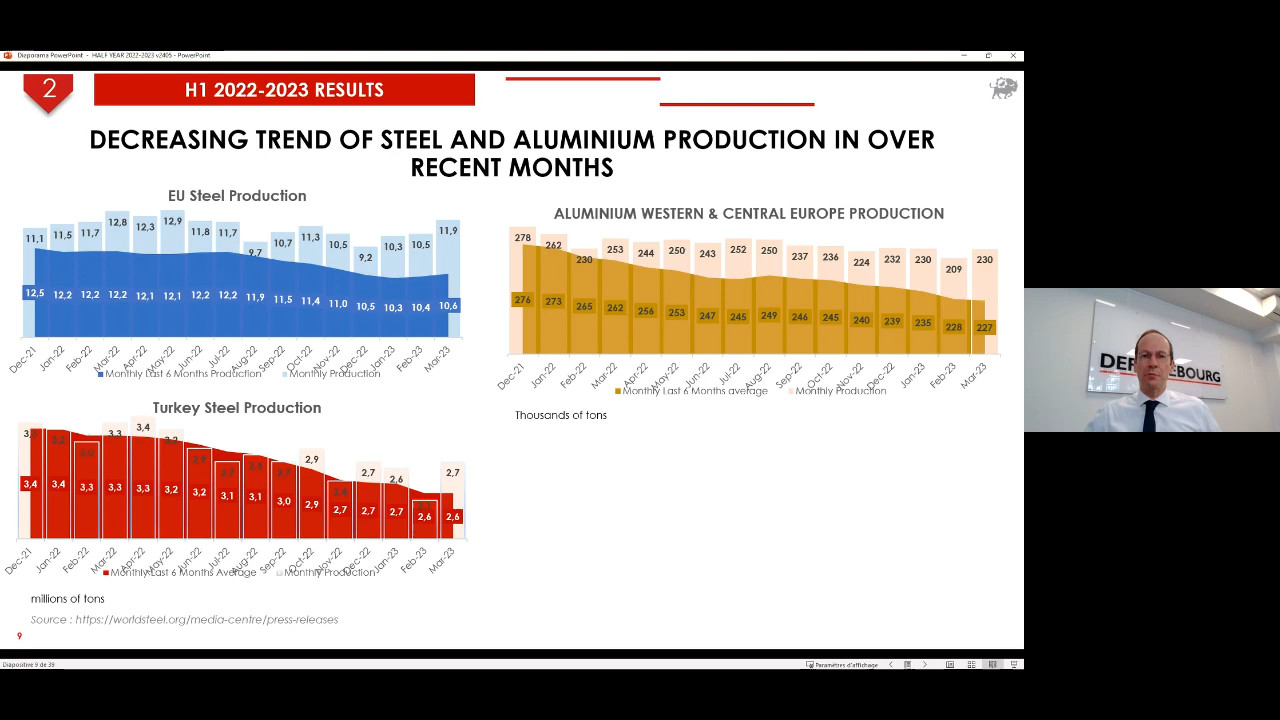 Diaporama PowerPoint - HALF YEAR 2022-2023 v2405 - PowerPoint
2
H1 2022-2023 RESULTS
DECREASING TREND OF STEEL AND ALUMINIUM PRODUCTION IN OVER
RECENT MONTHS
EU Steel Production
11,1 11,5 11,7 12,8 12,3 12,9 11,8 11,7 9,7 10,7 11,3 10,5 9,2 10,3 10,5 11,9
12,5 12,2 12,2 12,2 12,1 12,1 12,2 12,2 11,9 11,5 11,4 11,0 10,5 10,3 10,4 10,6
Dec-21 Jan-22 Feb-22 Mar-22 Apr-22 May-22 Jun-22 Jul-22 Aug-22 Sep-22 Oct-22 Nov-22 Dec-22 Jan-23 Feb-23 Mar-23
Monthly Last 6 Months Production Monthly Production
ALUMINIUM WESTERN & CENTRAL EUROPE PRODUCTION
278 262 230 253 244 250 243 252 250 237 236 224 232 230 209 230
276 273 265 262 256 253 247 245 249 246 245 240 239 235 228 227
Dec-21 Jan-22 Feb-22 Mar-22 Apr-22 May-22 Jun-22 Jul-22 Aug-22 Sep-22 Oct-22 Nov-22 Dec-22 Jan-23 Feb-23 Mar-23
Monthly Last 6 Months average Monthly Production
Thousands of tons
Turkey Steel Production
3,2 3,0 3,3 3,4 3,2 2,9 2,7 2,6 2,7
3,4 3,4 3,3 3,3 3,3 3,2 3,2 3,1 3,1 3,0 2,9 2,7 2,7 2,7 2,6 2,6
Dec-21 Jan-22 Feb-22 Mar-22 Apr-22 May-22 Jun-22 Jul-22 Aug-22 Sep-22 Oct-22 Nov-22 Dec-22 Jan-23 Feb-23 Mar-23
Monthly Last 6 Months Average Monthly Production
millions of tons
Source : https://worldsteel.org/media-centre/press-releases
9
Diapositive 9 de 39
Paramètres d'affichage